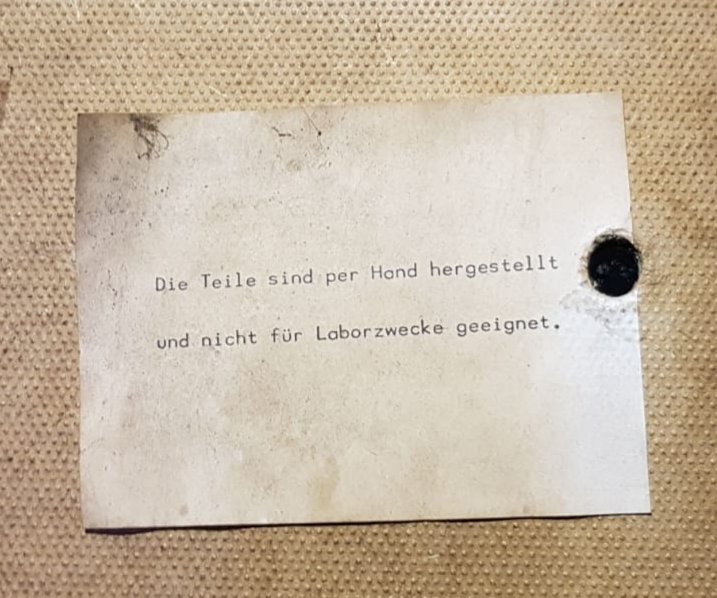 Die Teile sind per Hand hergestellt
und nicht für Laborzwecke geeignet.